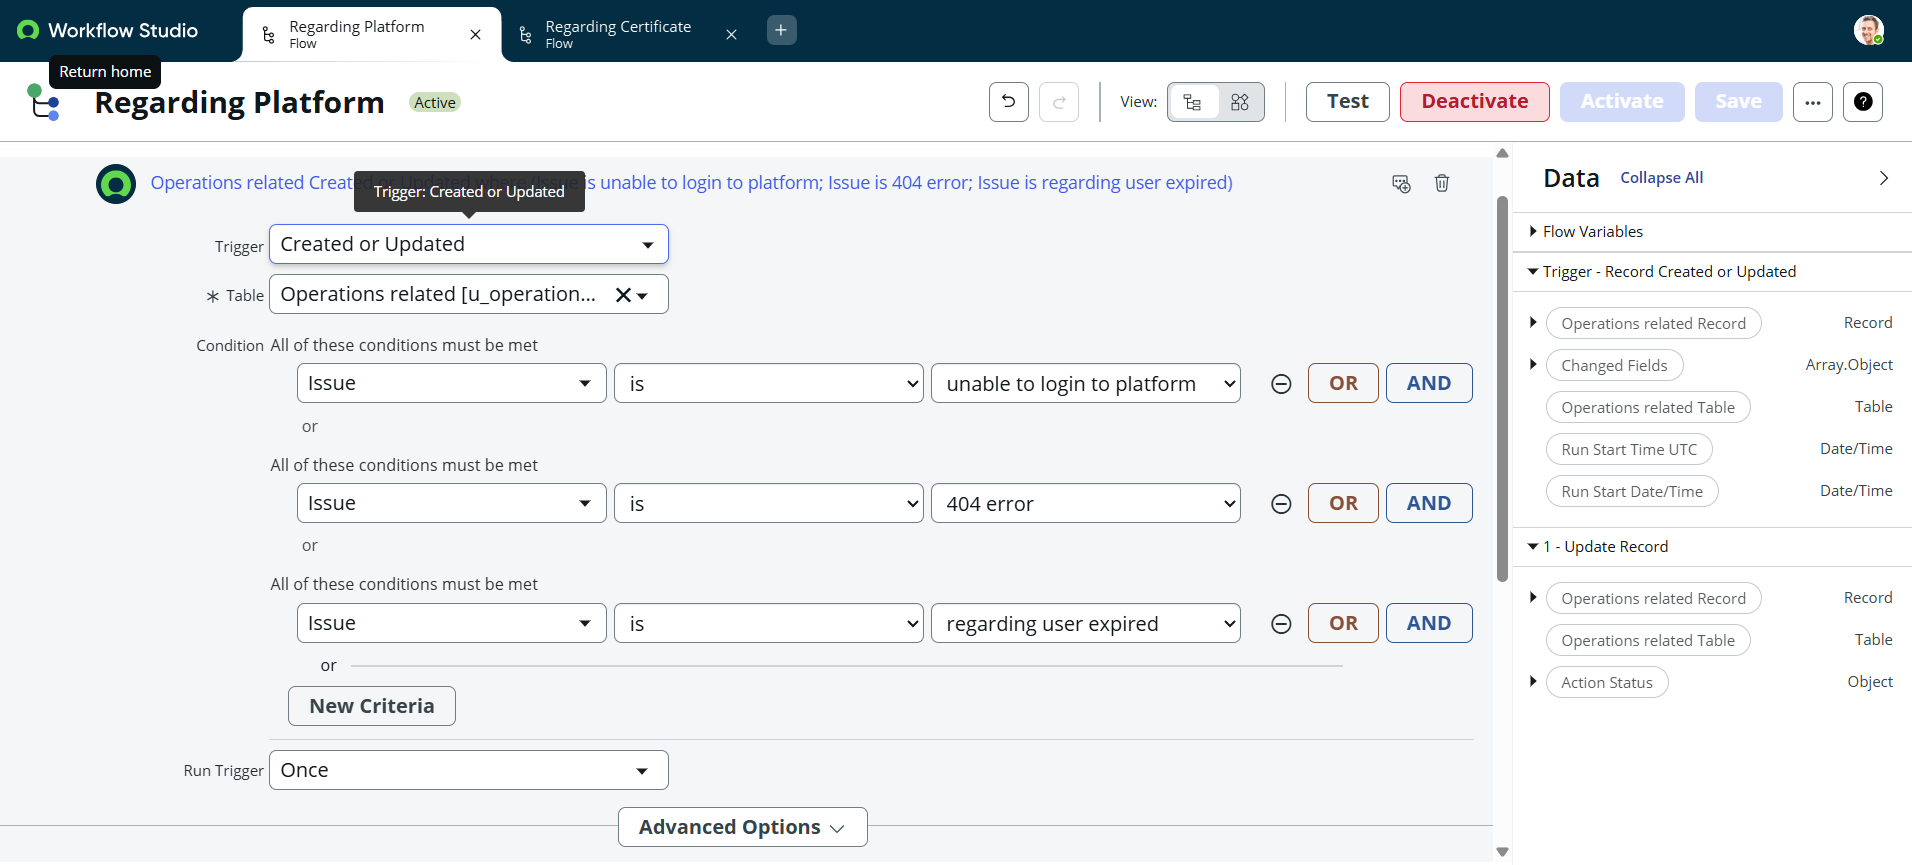 Workflow Studio
Regarding Platform
Flow
Regarding Certificate
Flow
Return home
Regarding Platform
Active
View:
Test
Deactivate
Activate
Save
Operations related Creat
is unable to login to platform; Issue is 404 error; Issue is regarding user expired)
Trigger: Created or Updated
Trigger
Created or Updated
Table
Operations related [u_operation...
Condition
All of these conditions must be met
Issue
is
unable to login to platform
OR
AND
or
All of these conditions must be met
Issue
is
404 error
OR
AND
or
All of these conditions must be met
Issue
is
regarding user expired
OR
AND
or
New Criteria
Run Trigger
Once
Advanced Options
Data
Collapse All
Flow Variables
Trigger - Record Created or Updated
Operations related Record
Record
Changed Fields
Array.Object
Operations related Table
Table
Run Start Time UTC
Date/Time
Run Start Date/Time
Date/Time
1 - Update Record
Operations related Record
Record
Operations related Table
Table
Action Status
Object